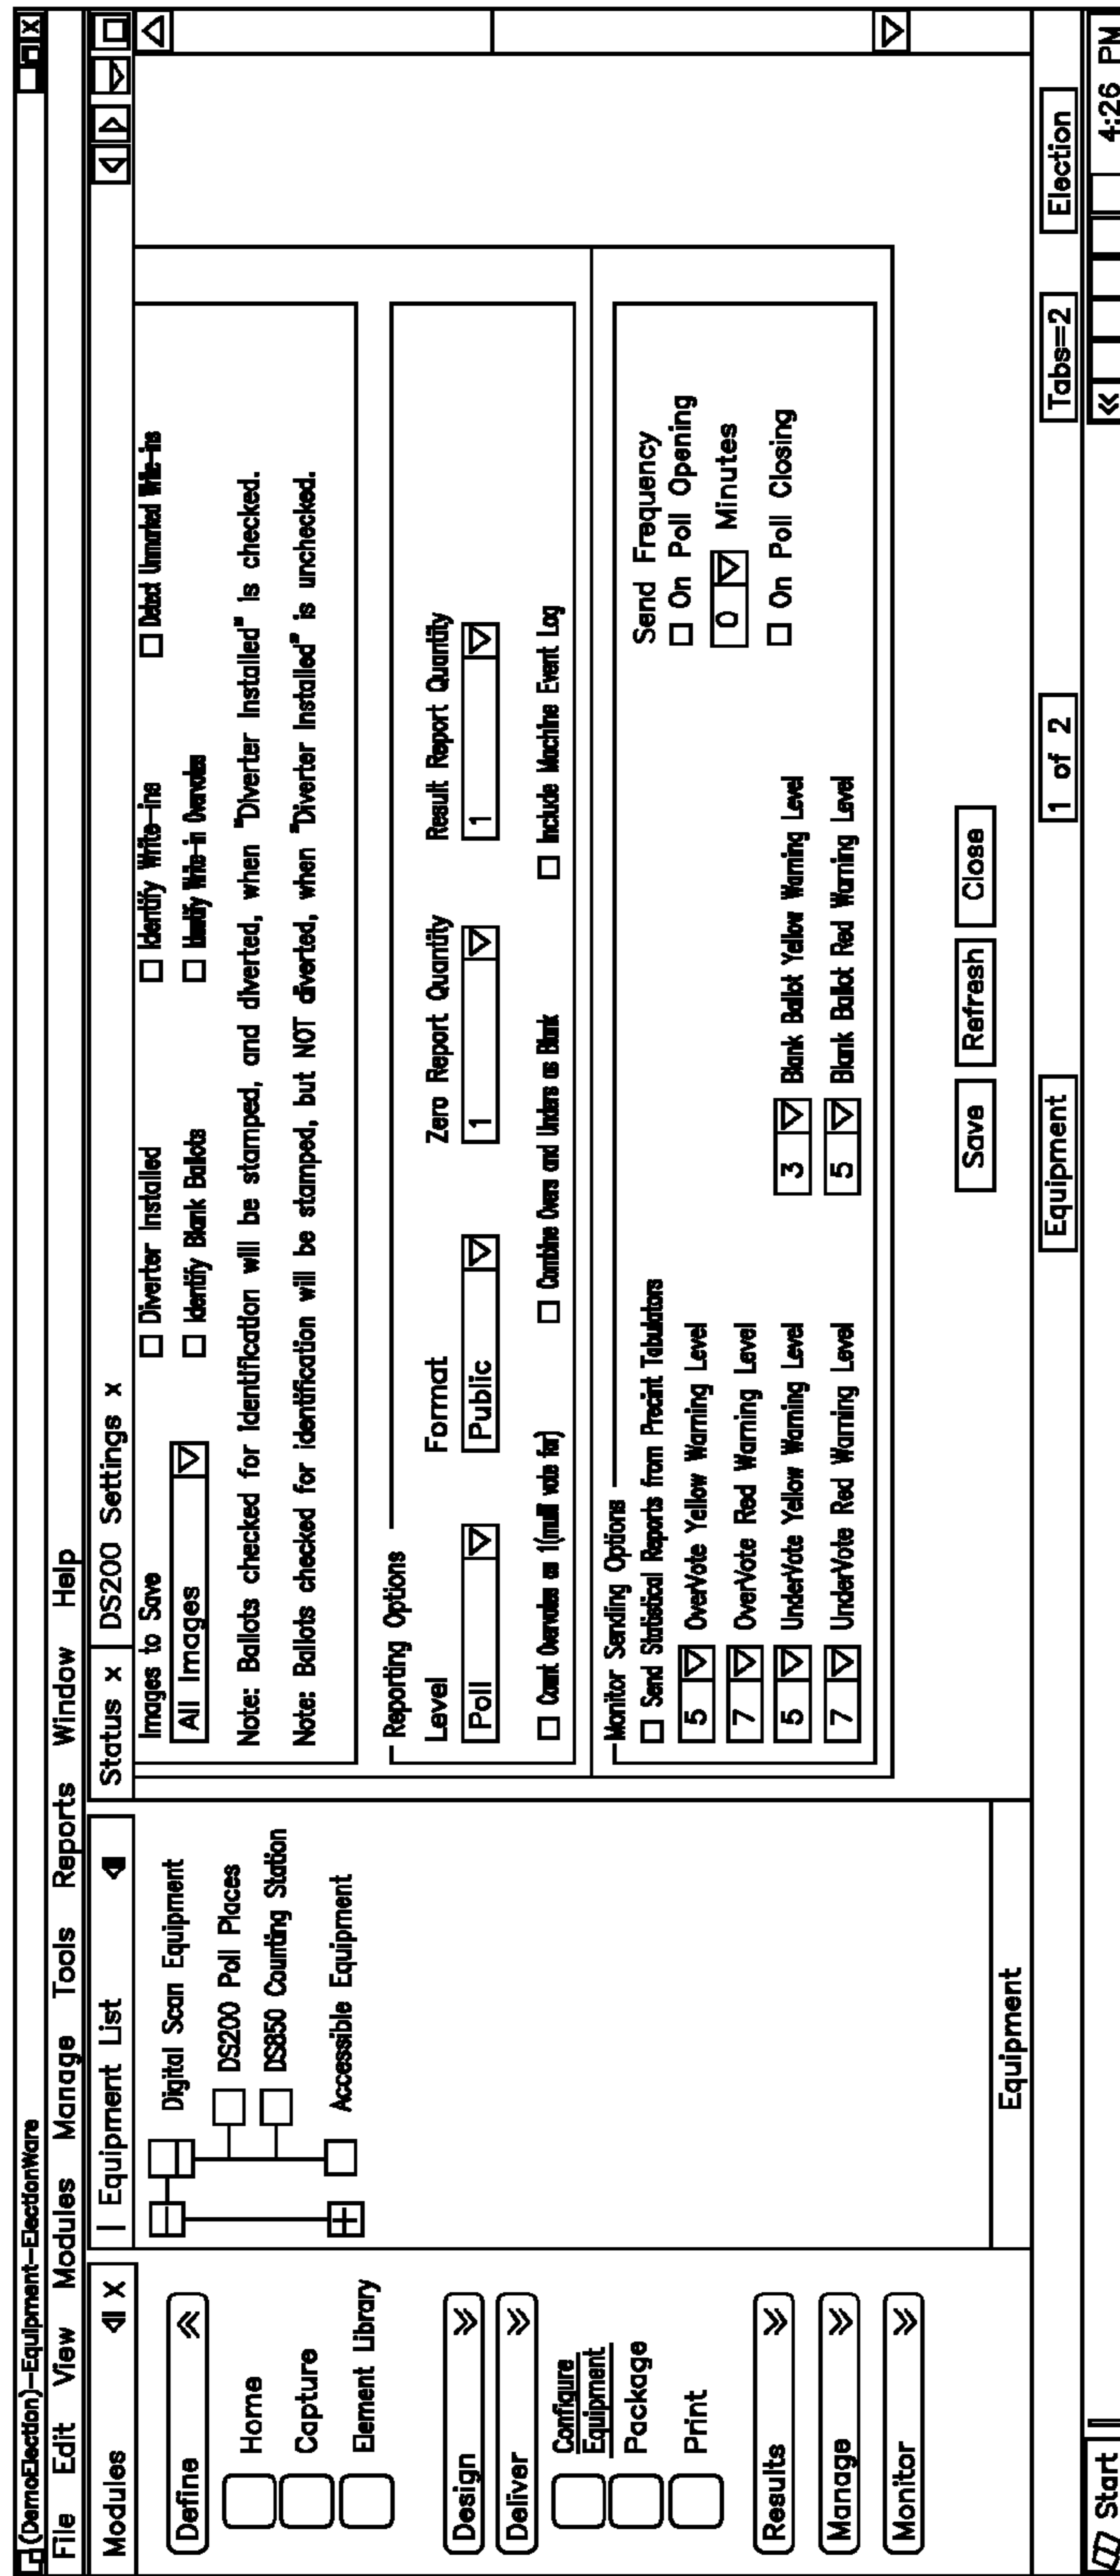 (DemoElection)-Equipment-ElectionWare
File Edit View Modules Manage Tools Reports Window Help
Modules X
Define
Home
Capture
Element Library
Design
Deliver
Configure
Equipment
Package
Print
Results
Manage
Monitor
Equipment List
Digital Scan Equipment
DS200 Poll Places
DS850 Counting Station
Accessible Equipment
Equipment
Status x DS200 Settings x
Images to Save
All Images
Diverter Installed
Identify Write-ins
Detect Unmarked Write-ins
Identify Blank Ballots
Identify Write-in Overvotes
Note: Ballots checked for identification will be stamped, and diverted, when "Diverter Installed" is checked.
Note: Ballots checked for identification will be stamped, but NOT diverted, when "Diverter Installed" is unchecked.
Reporting Options
Level Format Zero Report Quantity Result Report Quantity
Poll Public 1 1
Count Overvotes as 1(multi vote for)
Combine Overs and Unders as Blank
Include Machine Event Log
Monitor Sending Options
Send Statistical Reports from Precint Tabulators
5 OverVote Yellow Warning Level
7 OverVote Red Warning Level
5 UnderVote Yellow Warning Level
7 UnderVote Red Warning Level
3 Blank Ballot Yellow Warning Level
5 Blank Ballot Red Warning Level
Send Frequency
On Poll Opening
0 Minutes
On Poll Closing
Save Refresh Close
Equipment 1 of 2 Tabs=2 Election
Start 4:26 PM